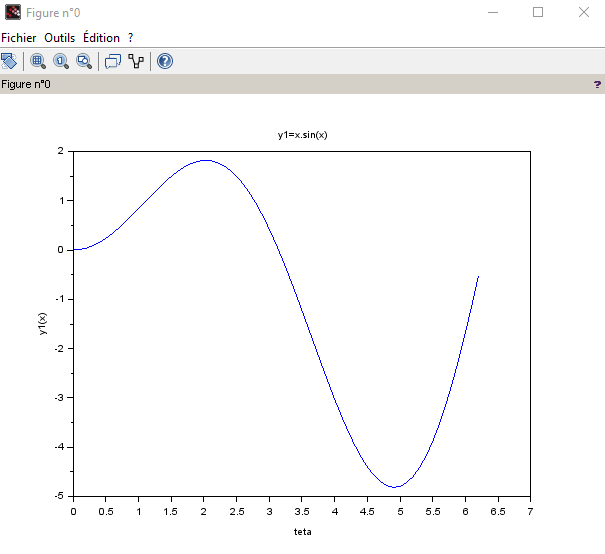 Figure n°0
Fichier Outils Édition ?
Figure n°0 ?
y1=x.sin(x)
2
1
0
-1
-2
-3
-4
-5
y1(x)
0 0.5 1 1.5 2 2.5 3 3.5 4 4.5 5 5.5 6 6.5 7
teta